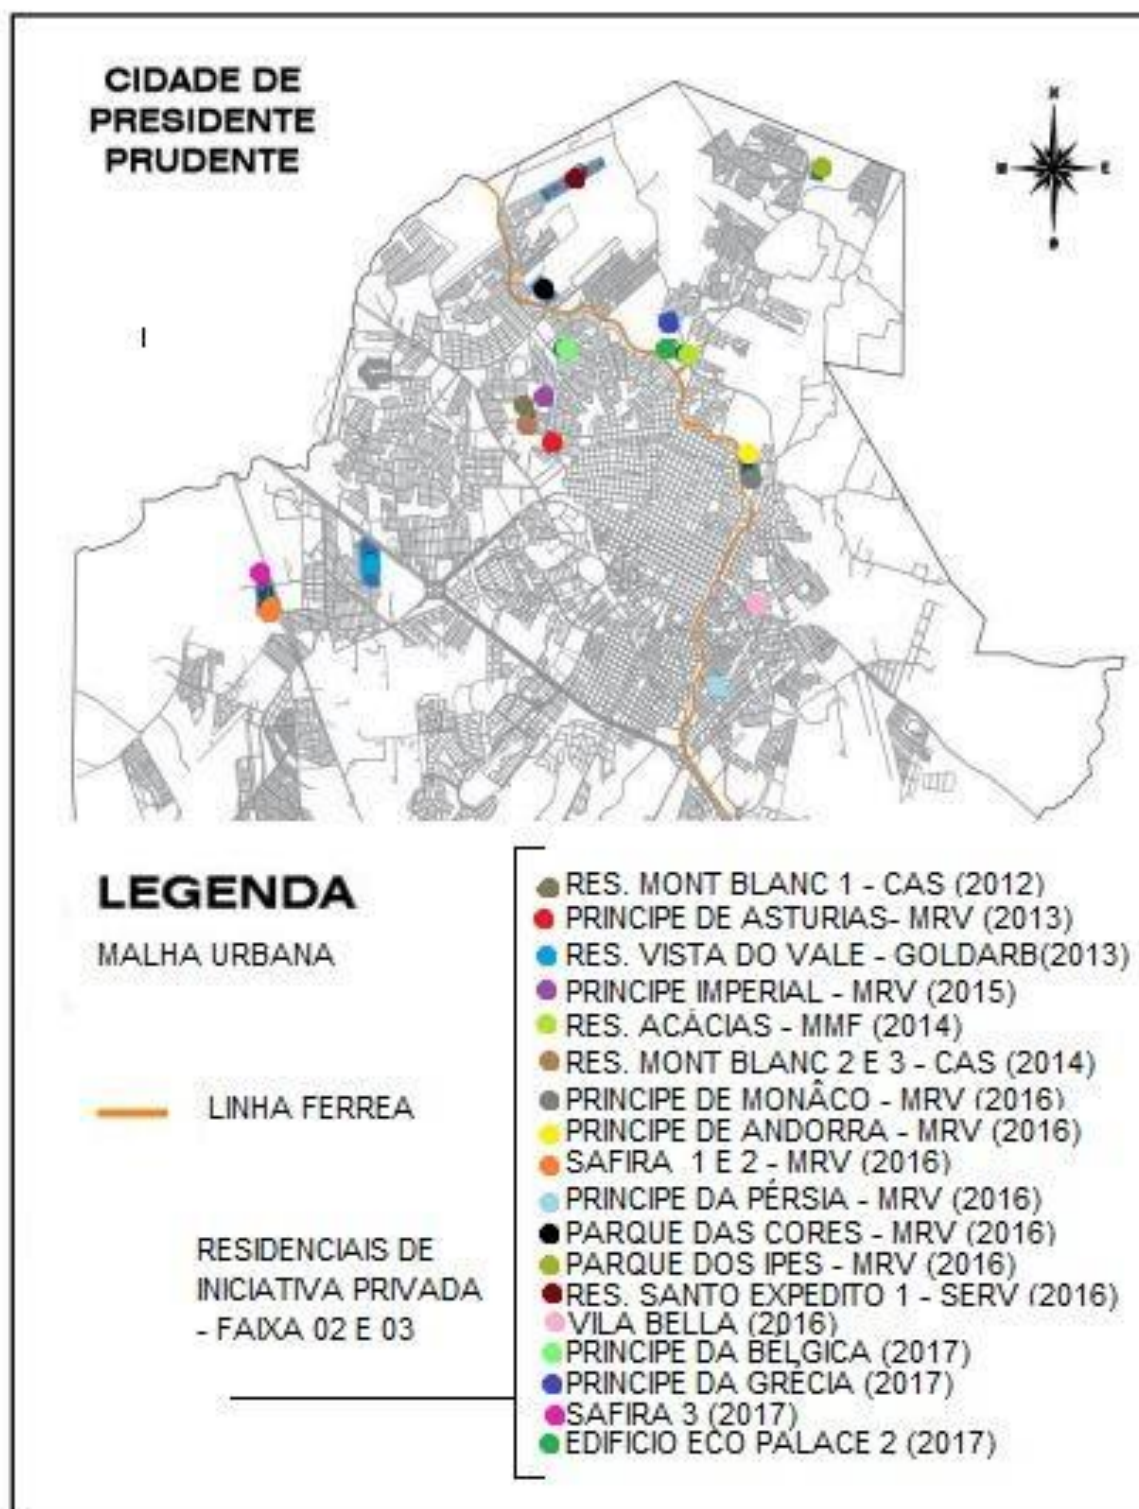 CIDADE DE
PRESIDENTE
PRUDENTE
N
E
LEGENDA
MALHA URBANA
LINHA FERREA
RESIDENCIAIS DE
INICIATIVA PRIVADA
- FAIXA 02 E 03
RES. MONT BLANC 1 - CAS (2012)
PRINCIPE DE ASTURIAS- MRV (2013)
RES. VISTA DO VALE - GOLDARB(2013)
PRINCIPE IMPERIAL - MRV (2015)
RES. ACÁCIAS - MMF (2014)
RES. MONT BLANC 2 E 3 - CAS (2014)
PRINCIPE DE MONÂCO - MRV (2016)
PRINCIPE DE ANDORRA - MRV (2016)
SAFIRA 1 E 2 - MRV (2016)
PRINCIPE DA PÉRSIA - MRV (2016)
PARQUE DAS CORES - MRV (2016)
PARQUE DOS IPES - MRV (2016)
RES. SANTO EXPEDITO 1 - SERV (2016)
VILA BELLA (2016)
PRINCIPE DA BÉLGICA (2017)
PRINCIPE DA GRÉCIA (2017)
SAFIRA 3 (2017)
EDIFICIO ECO PALACE 2 (2017)